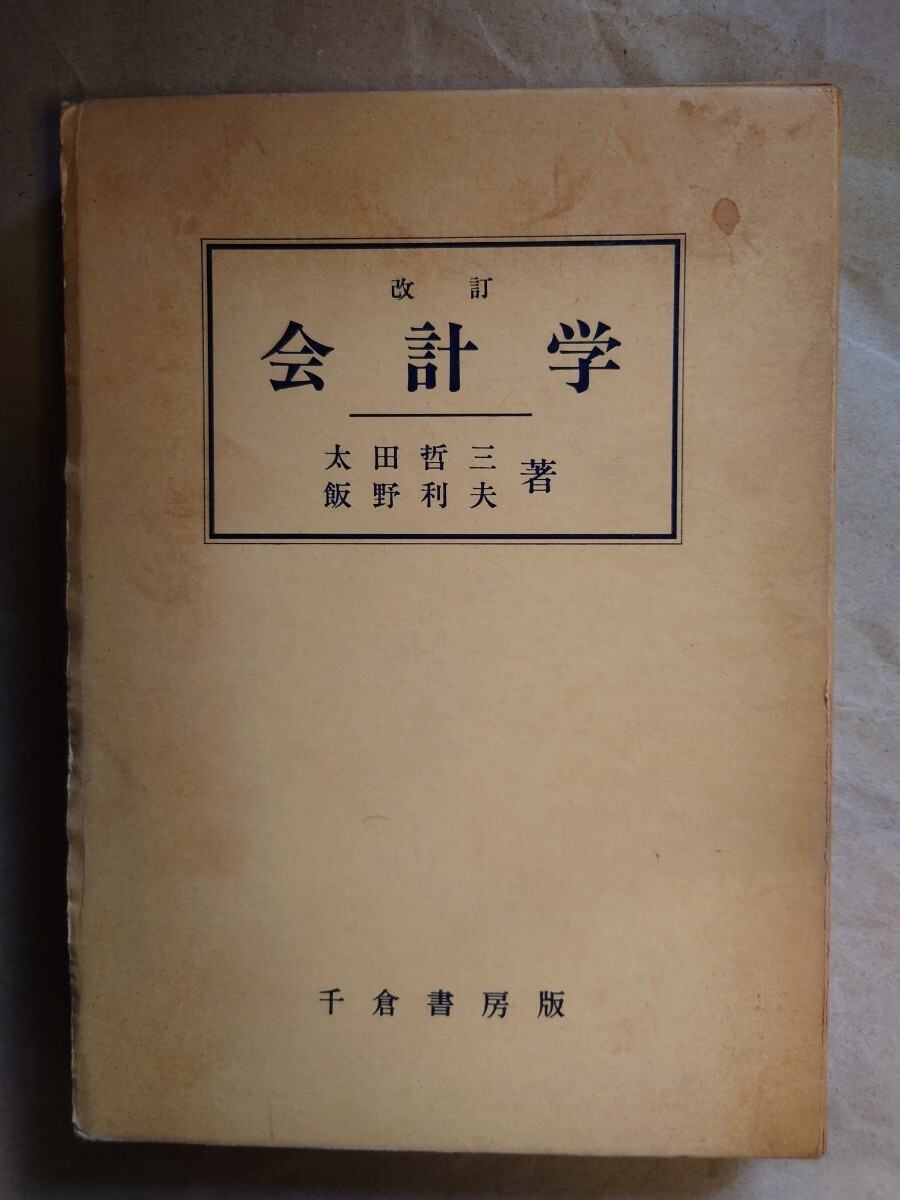 改訂
会計学
太田哲三
飯野利夫 著
千倉書房版